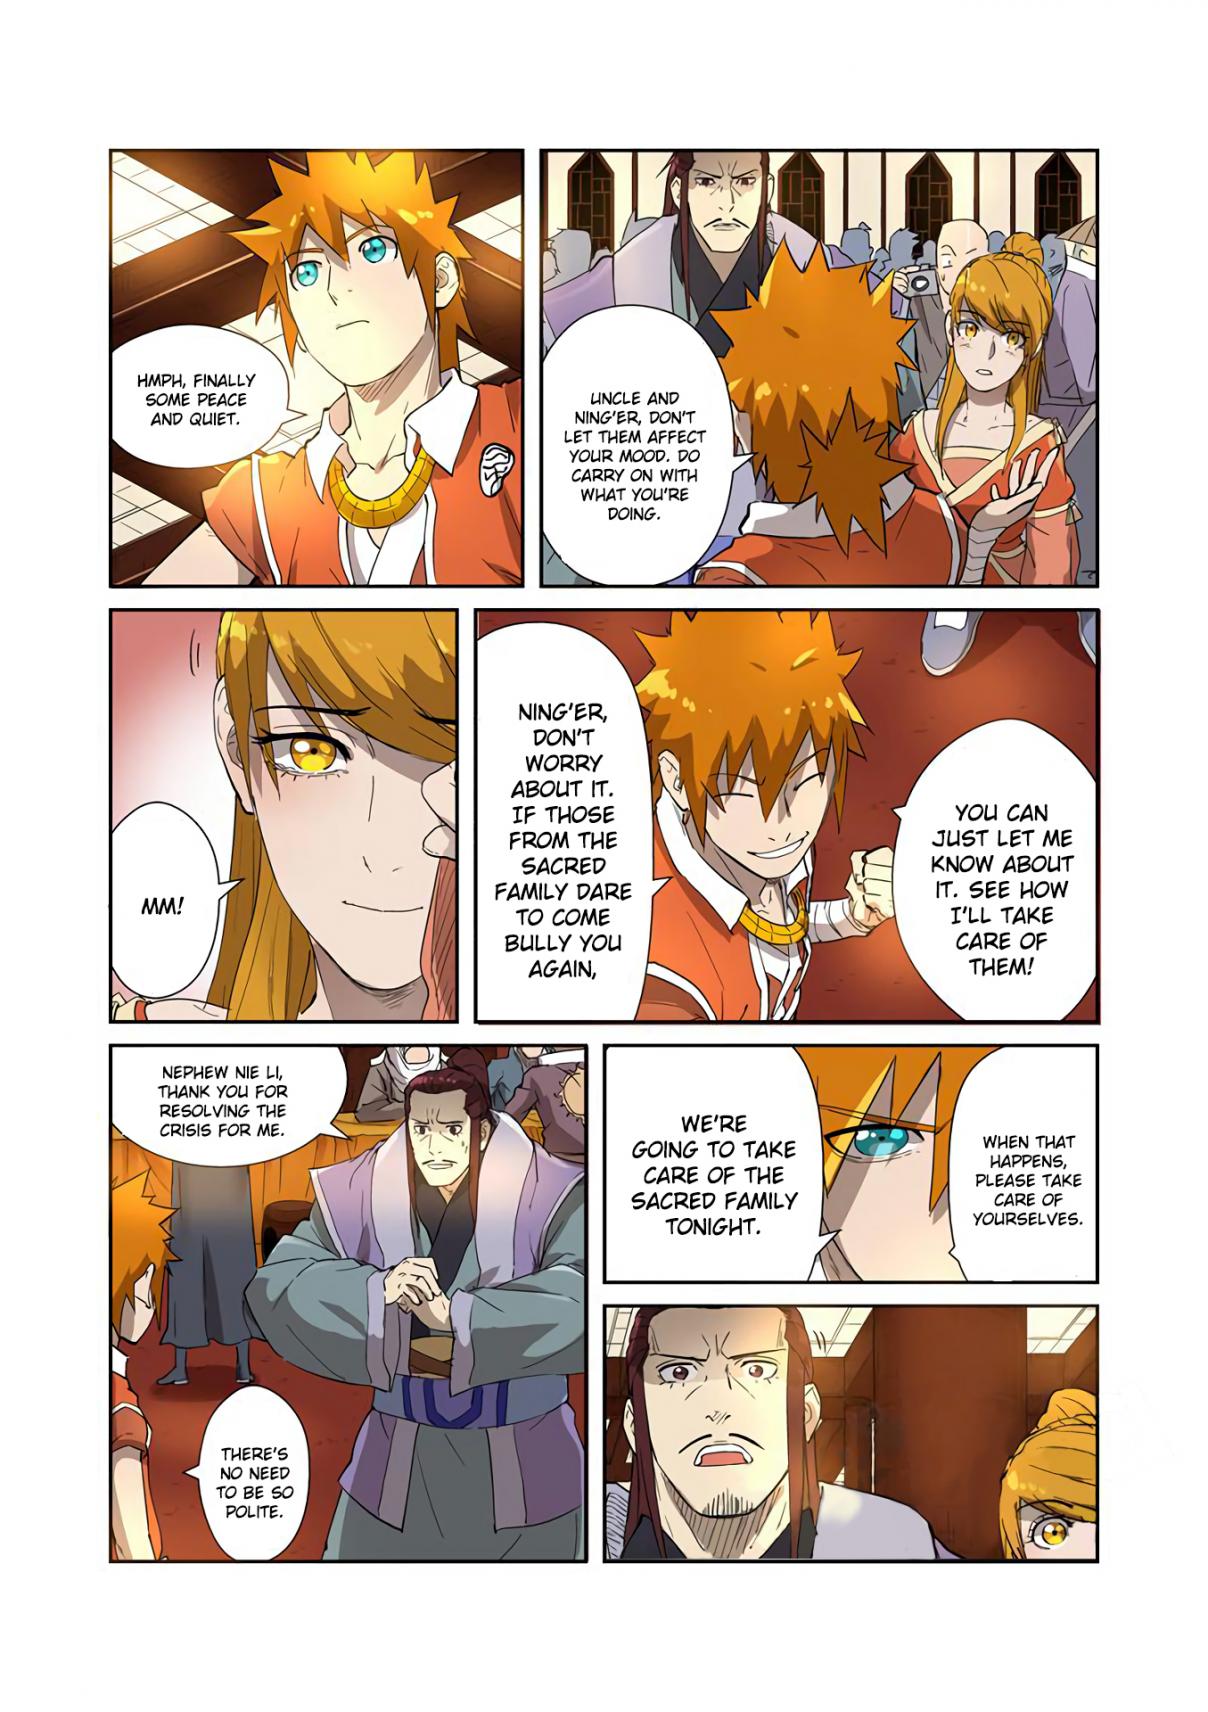 HMPH, FINALLY
SOME PEACE
AND QUIET.
UNCLE AND
NING'ER, DON'T
LET THEM AFFECT
YOUR MOOD. DO
CARRY ON WITH
WHAT YOU'RE
DOING.
MM!
NING'ER,
DON'T
WORRY
ABOUT IT.
IF THOSE
FROM THE
SACRED
FAMILY DARE
TO COME
BULLY YOU
AGAIN,
YOU CAN
JUST LET ME
KNOW ABOUT
IT. SEE HOW
I'LL TAKE
CARE OF
THEM!
NEPHEW NIE LI,
THANK YOU FOR
RESOLVING THE
CRISIS FOR ME.
THERE'S
NO NEED
TO BE SO
POLITE.
WE'RE
GOING TO TAKE
CARE OF THE
SACRED FAMILY
TONIGHT.
WHEN THAT
HAPPENS,
PLEASE TAKE
CARE OF
YOURSELVES.